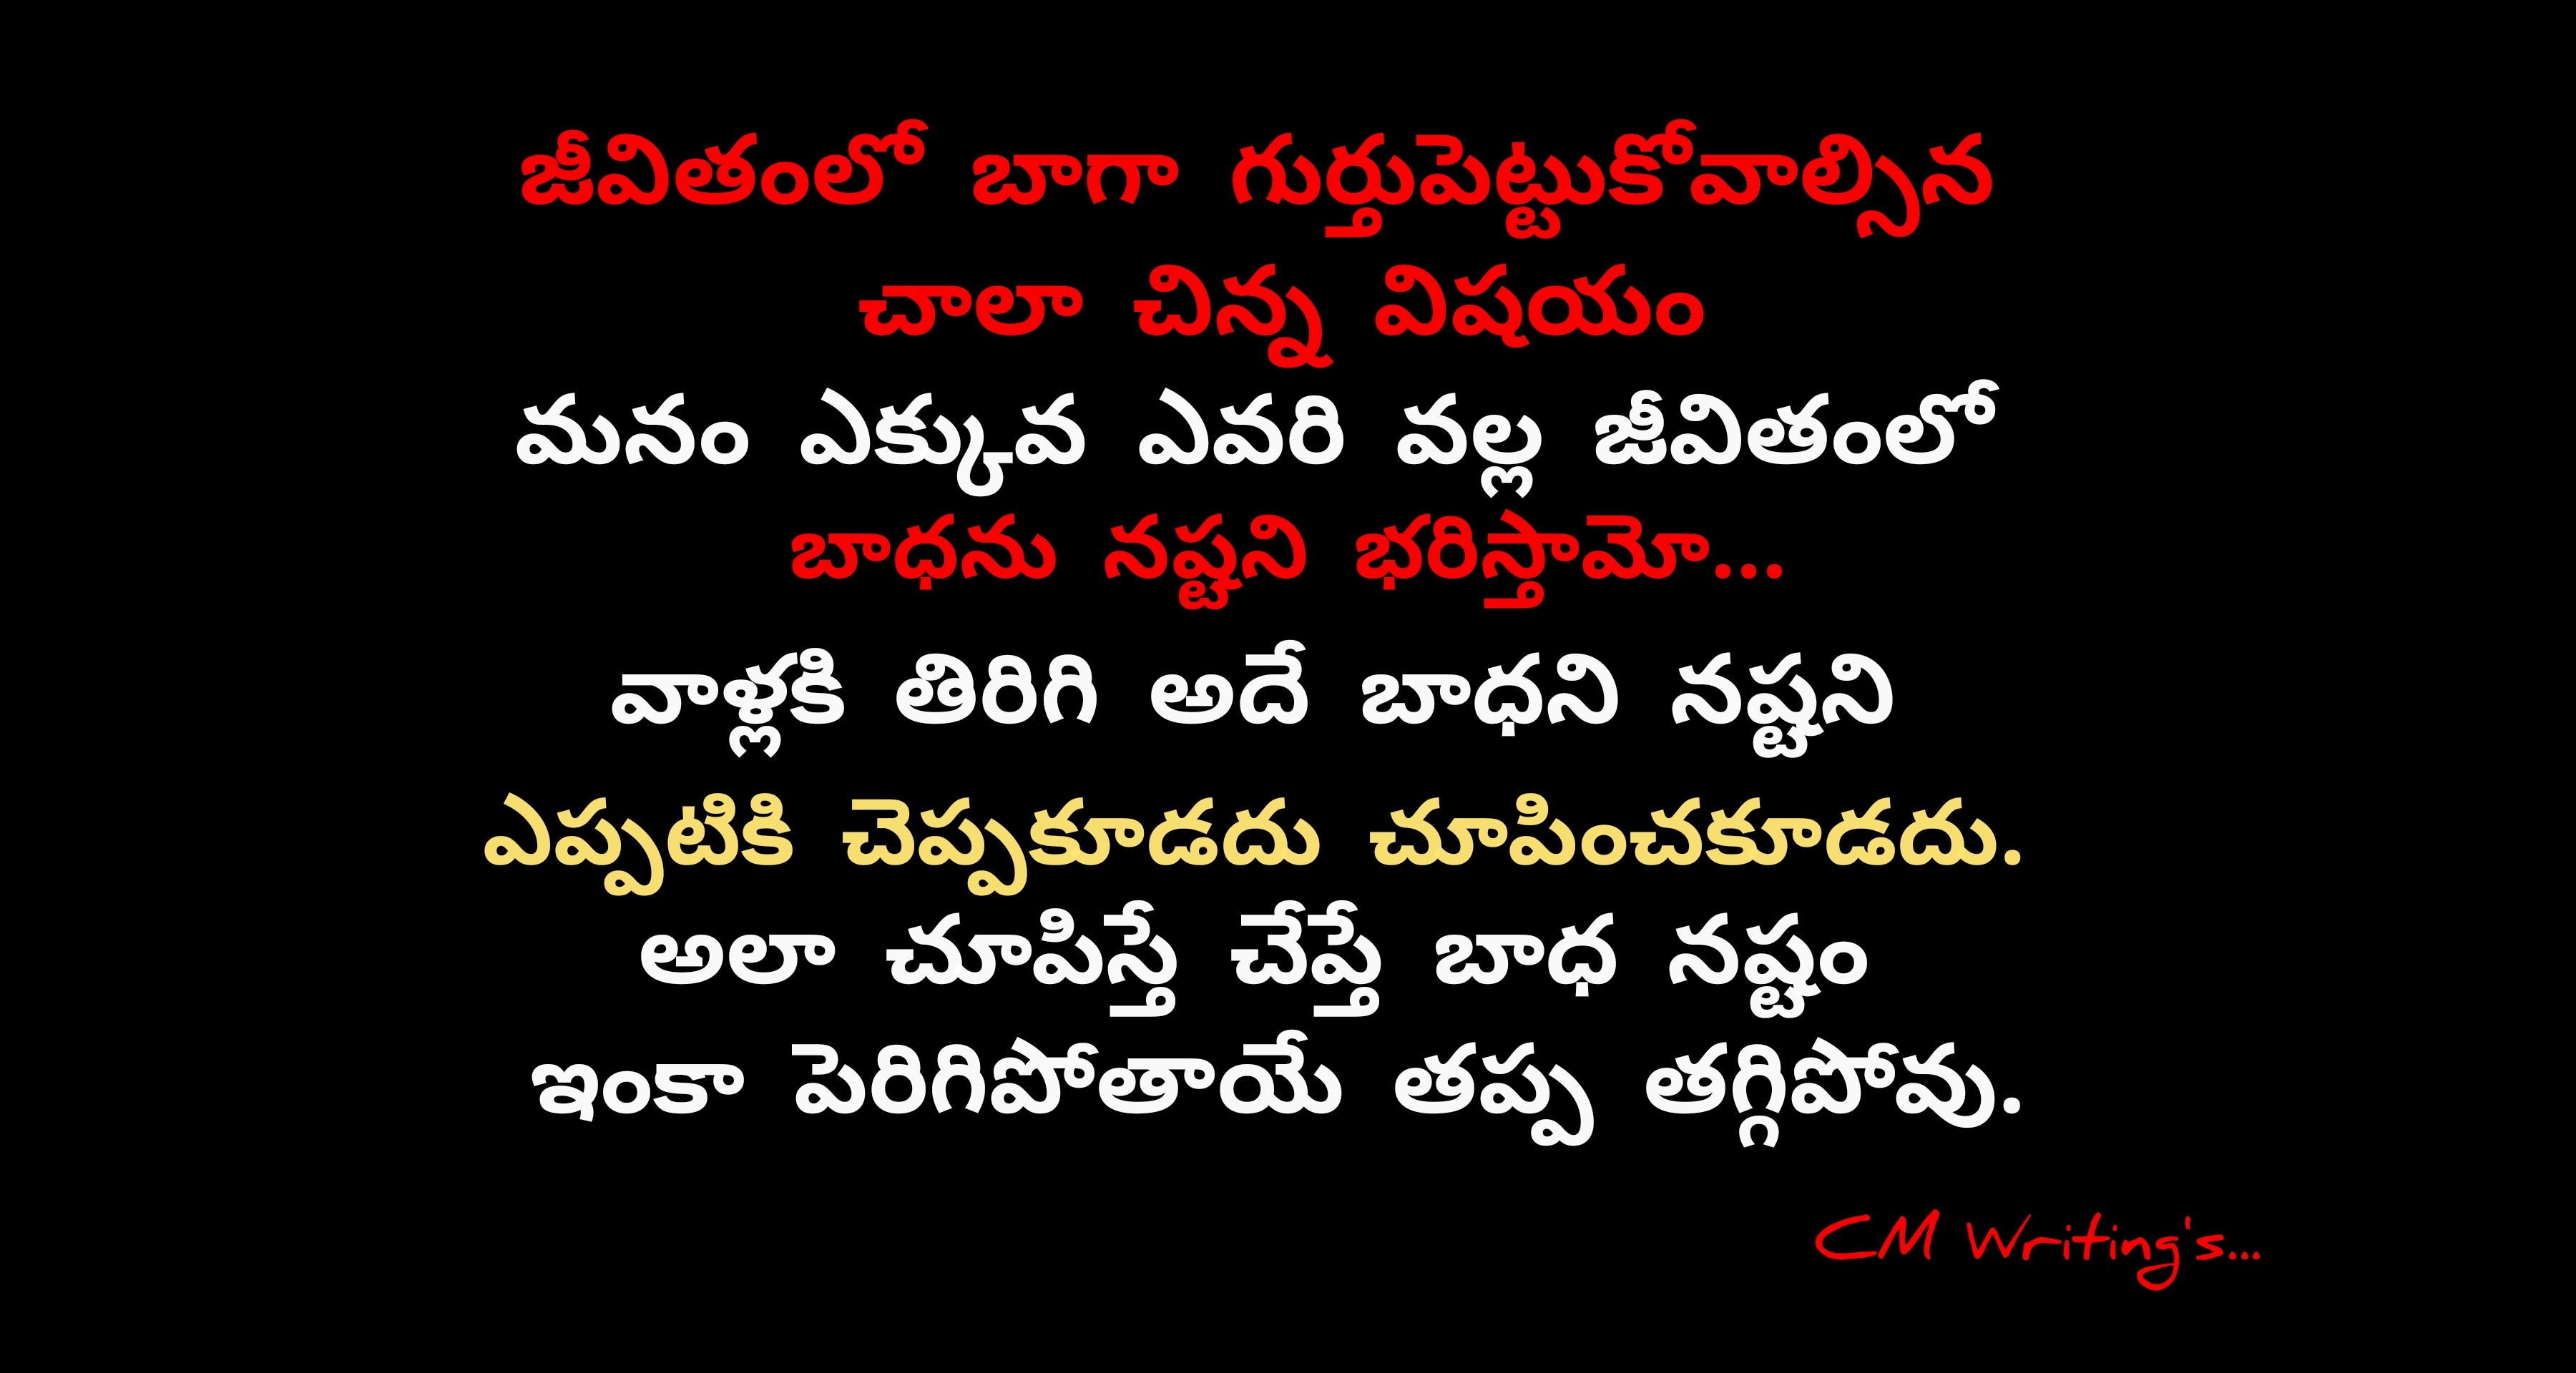 జీవితంలో బాగా గుర్తుపెట్టుకోవాల్సిన
చాలా చిన్న విషయం
మనం ఎక్కువ ఎవరి వల్ల జీవితంలో
బాధను నష్టని భరిస్తామో...
వాళ్లకి తిరిగి అదే బాధని నష్టని
ఎప్పటికి చెప్పకూడదు చూపించకూడదు.
అలా చూపిస్తే చేప్తే బాధ నష్టం
ఇంకా పెరిగిపోతాయే తప్ప తగ్గిపోవు.
CM Writing's...